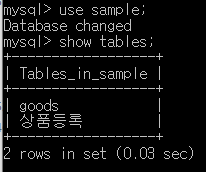 mysql> use sample;
Database changed
mysql> show tables;
+------------------+
| Tables_in_sample |
+------------------+
| goods            |
| 상품등록         |
+------------------+
2 rows in set (0.03 sec)